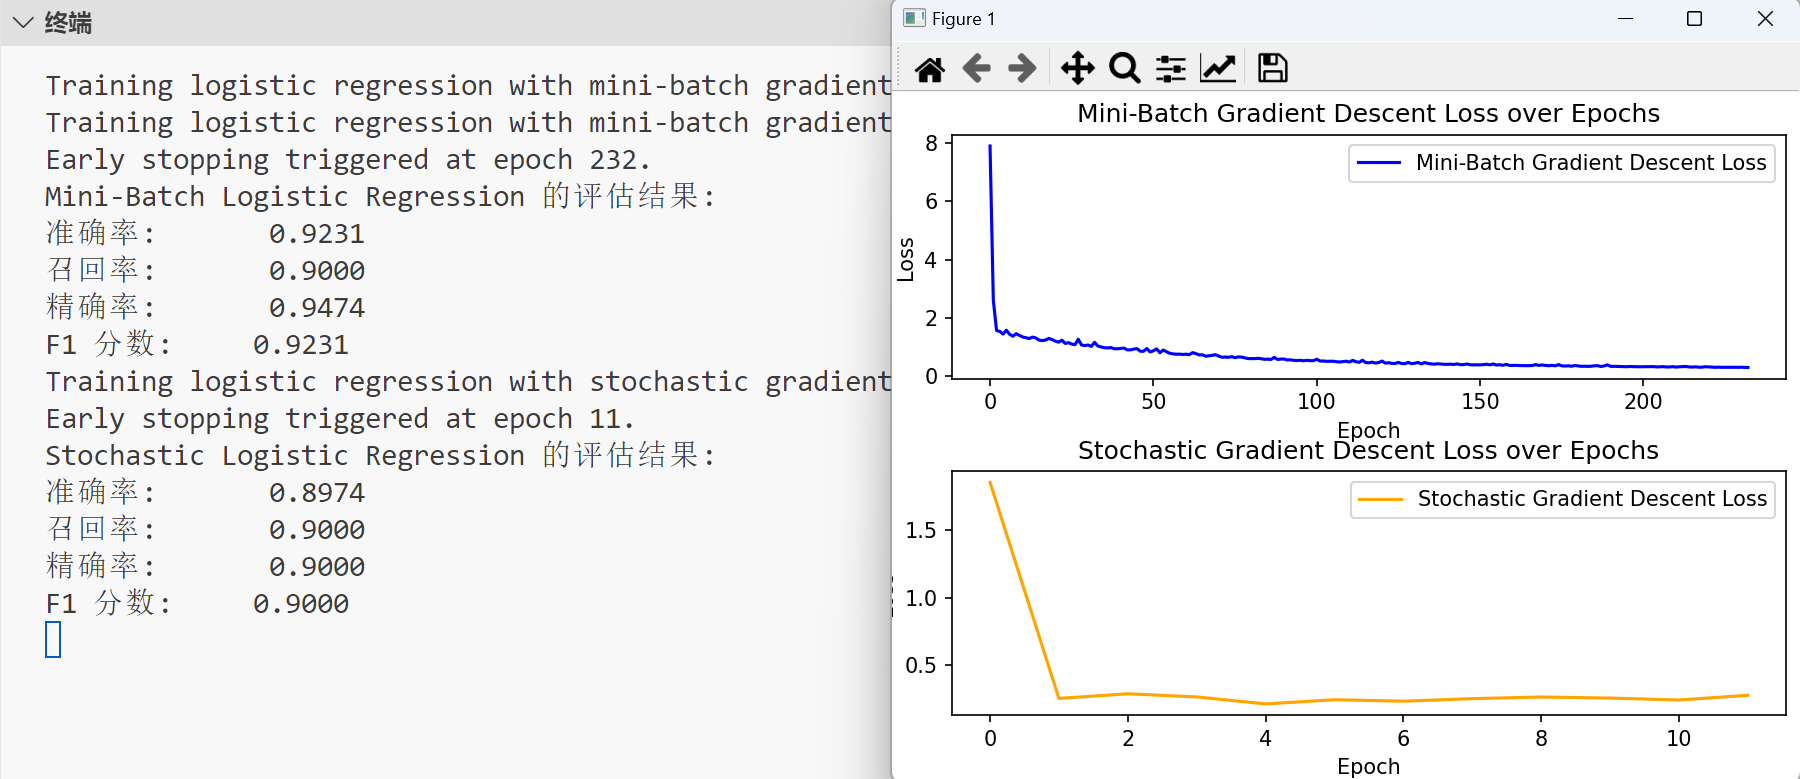 终端
Training logistic regression with mini-batch gradient
Training logistic regression with mini-batch gradient
Early stopping triggered at epoch 232.
Mini-Batch Logistic Regression 的评估结果:
准确率: 0.9231
召回率: 0.9000
精确率: 0.9474
F1 分数: 0.9231
Training logistic regression with stochastic gradient
Early stopping triggered at epoch 11.
Stochastic Logistic Regression 的评估结果:
准确率: 0.8974
召回率: 0.9000
精确率: 0.9000
F1 分数: 0.9000
Figure 1
Mini-Batch Gradient Descent Loss over Epochs
Mini-Batch Gradient Descent Loss
8
6
4
2
0
Loss
0 50 100 150 200
Epoch
Stochastic Gradient Descent Loss over Epochs
Stochastic Gradient Descent Loss
1.5
1.0
0.5
0 2 4 6 8 10
Epoch